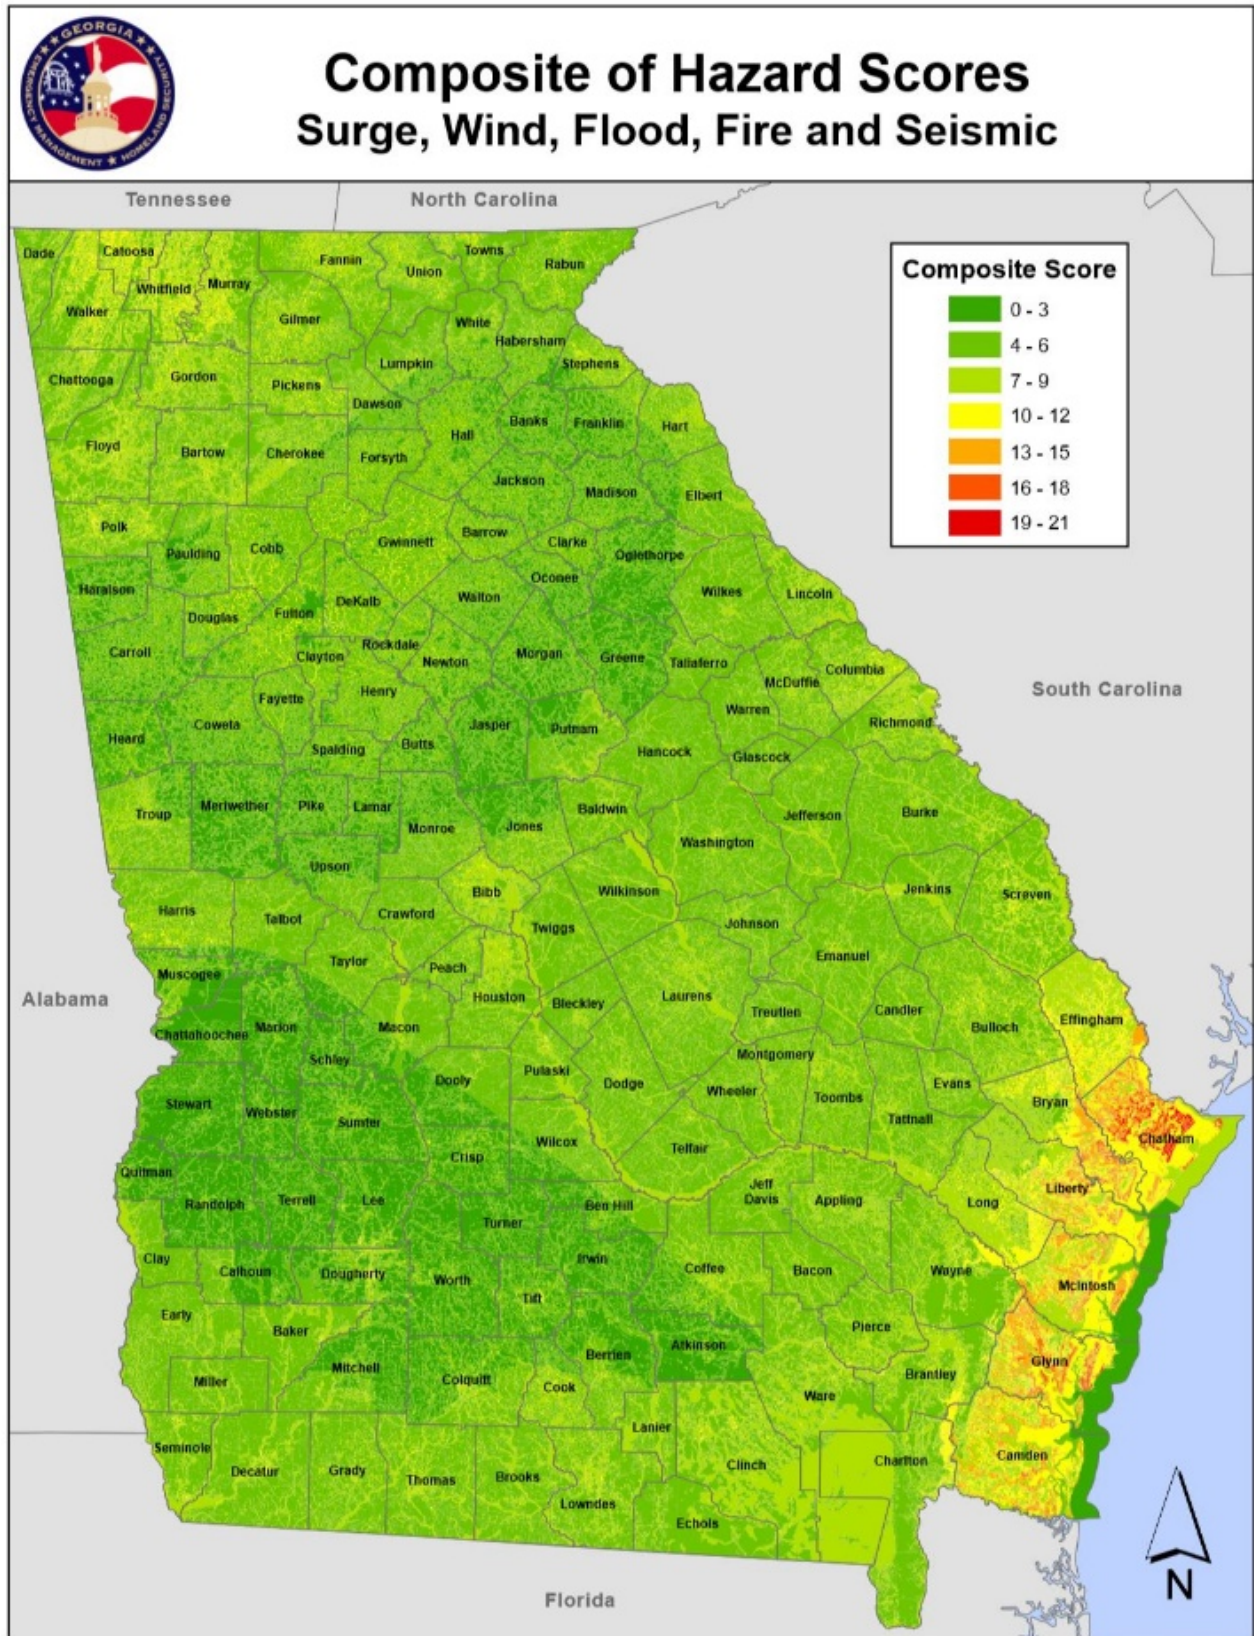 GEORGIA
EMERGENCY MANAGEMENT ★ HOMELAND SECURITY
Composite of Hazard Scores
Surge, Wind, Flood, Fire and Seismic
Tennessee
North Carolina
Composite Score
0 - 3
4 - 6
7 - 9
10 - 12
13 - 15
16 - 18
19 - 21
Dade
Catoosa
Fannin
Towns
Union
Rabun
Whitfield
Murray
Walker
Gilmer
White
Habersham
Lumpkin
Stephens
Chattooga
Gordon
Pickens
Dawson
Banks
Franklin
Hart
Hall
Floyd
Bartow
Cherokee
Forsyth
Jackson
Madison
Elbert
Polk
Paulding
Cobb
Gwinnett
Barrow
Clarke
Oglethorpe
Oconee
Haralson
Douglas
Fulton
DeKalb
Walton
Wilkes
Lincoln
Carroll
Clayton
Rockdale
Newton
Morgan
Greene
Taliaferro
McDuffie
Columbia
South Carolina
Fayette
Henry
Warren
Richmond
Heard
Coweta
Spalding
Butts
Jasper
Putnam
Hancock
Glascock
Troup
Meriwether
Pike
Lamar
Monroe
Jones
Baldwin
Washington
Jefferson
Burke
Upson
Bibb
Wilkinson
Jenkins
Screven
Harris
Talbot
Crawford
Twiggs
Johnson
Emanuel
Muscogee
Taylor
Peach
Houston
Bleckley
Laurens
Treutlen
Candler
Bulloch
Effingham
Alabama
Chattahoochee
Marion
Macon
Schley
Montgomery
Dooly
Pulaski
Dodge
Wheeler
Toombs
Evans
Tattnall
Bryan
Stewart
Webster
Sumter
Chatham
Wilcox
Telfair
Quitman
Crisp
Liberty
Randolph
Terrell
Lee
Turner
Ben Hill
Jeff
Davis
Appling
Long
Clay
Calhoun
Dougherty
Worth
Irwin
Tift
Coffee
Bacon
Wayne
McIntosh
Early
Baker
Pierce
Miller
Mitchell
Colquitt
Berrien
Cook
Atkinson
Ware
Brantley
Glynn
Seminole
Decatur
Grady
Thomas
Brooks
Lanier
Lowndes
Clinch
Charlton
Camden
Echols
Florida
N